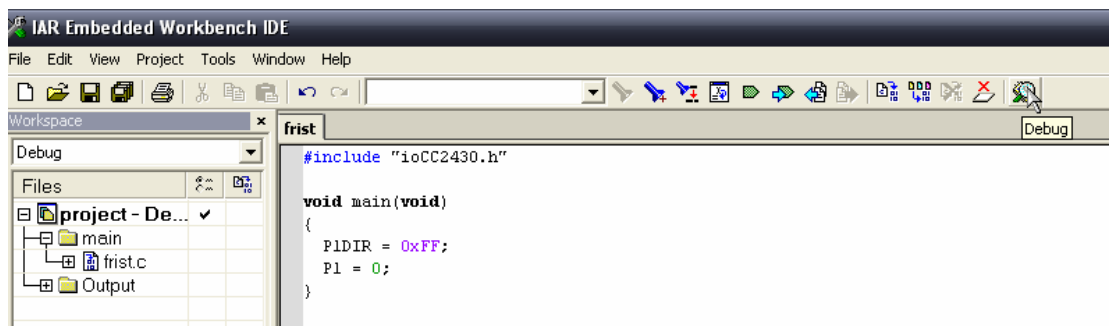 IAR Embedded Workbench IDE
File Edit View Project Tools Window Help
Workspace
frist
Debug
Debug
#include "ioCC2430.h"
Files
void main(void)
project - De...
{
main
P1DIR = 0xFF;
frist.c
P1 = 0;
Output
}